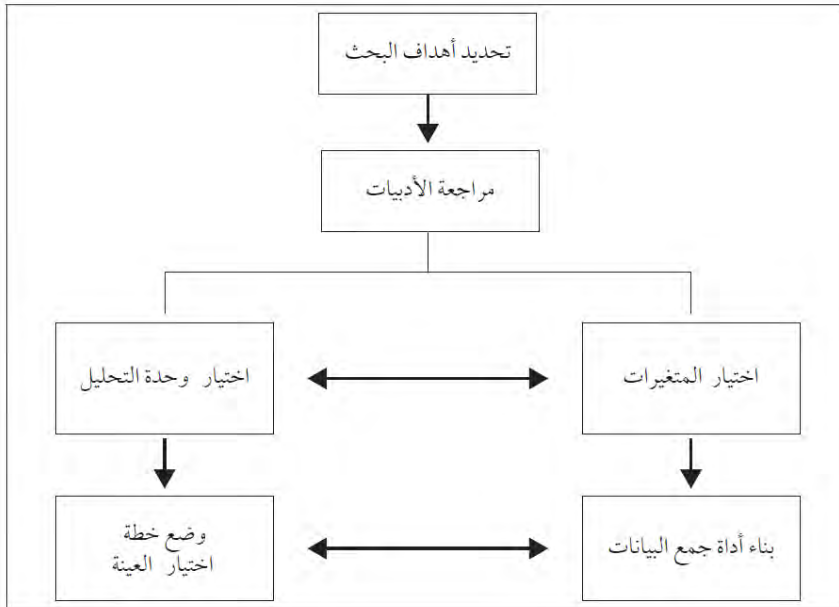 تحديد أهداف البحث
مراجعة الأدبيات
اختيار المتغيرات
اختيار وحدة التحليل
بناء أداة جمع البيانات
وضع خطة
اختيار العينة